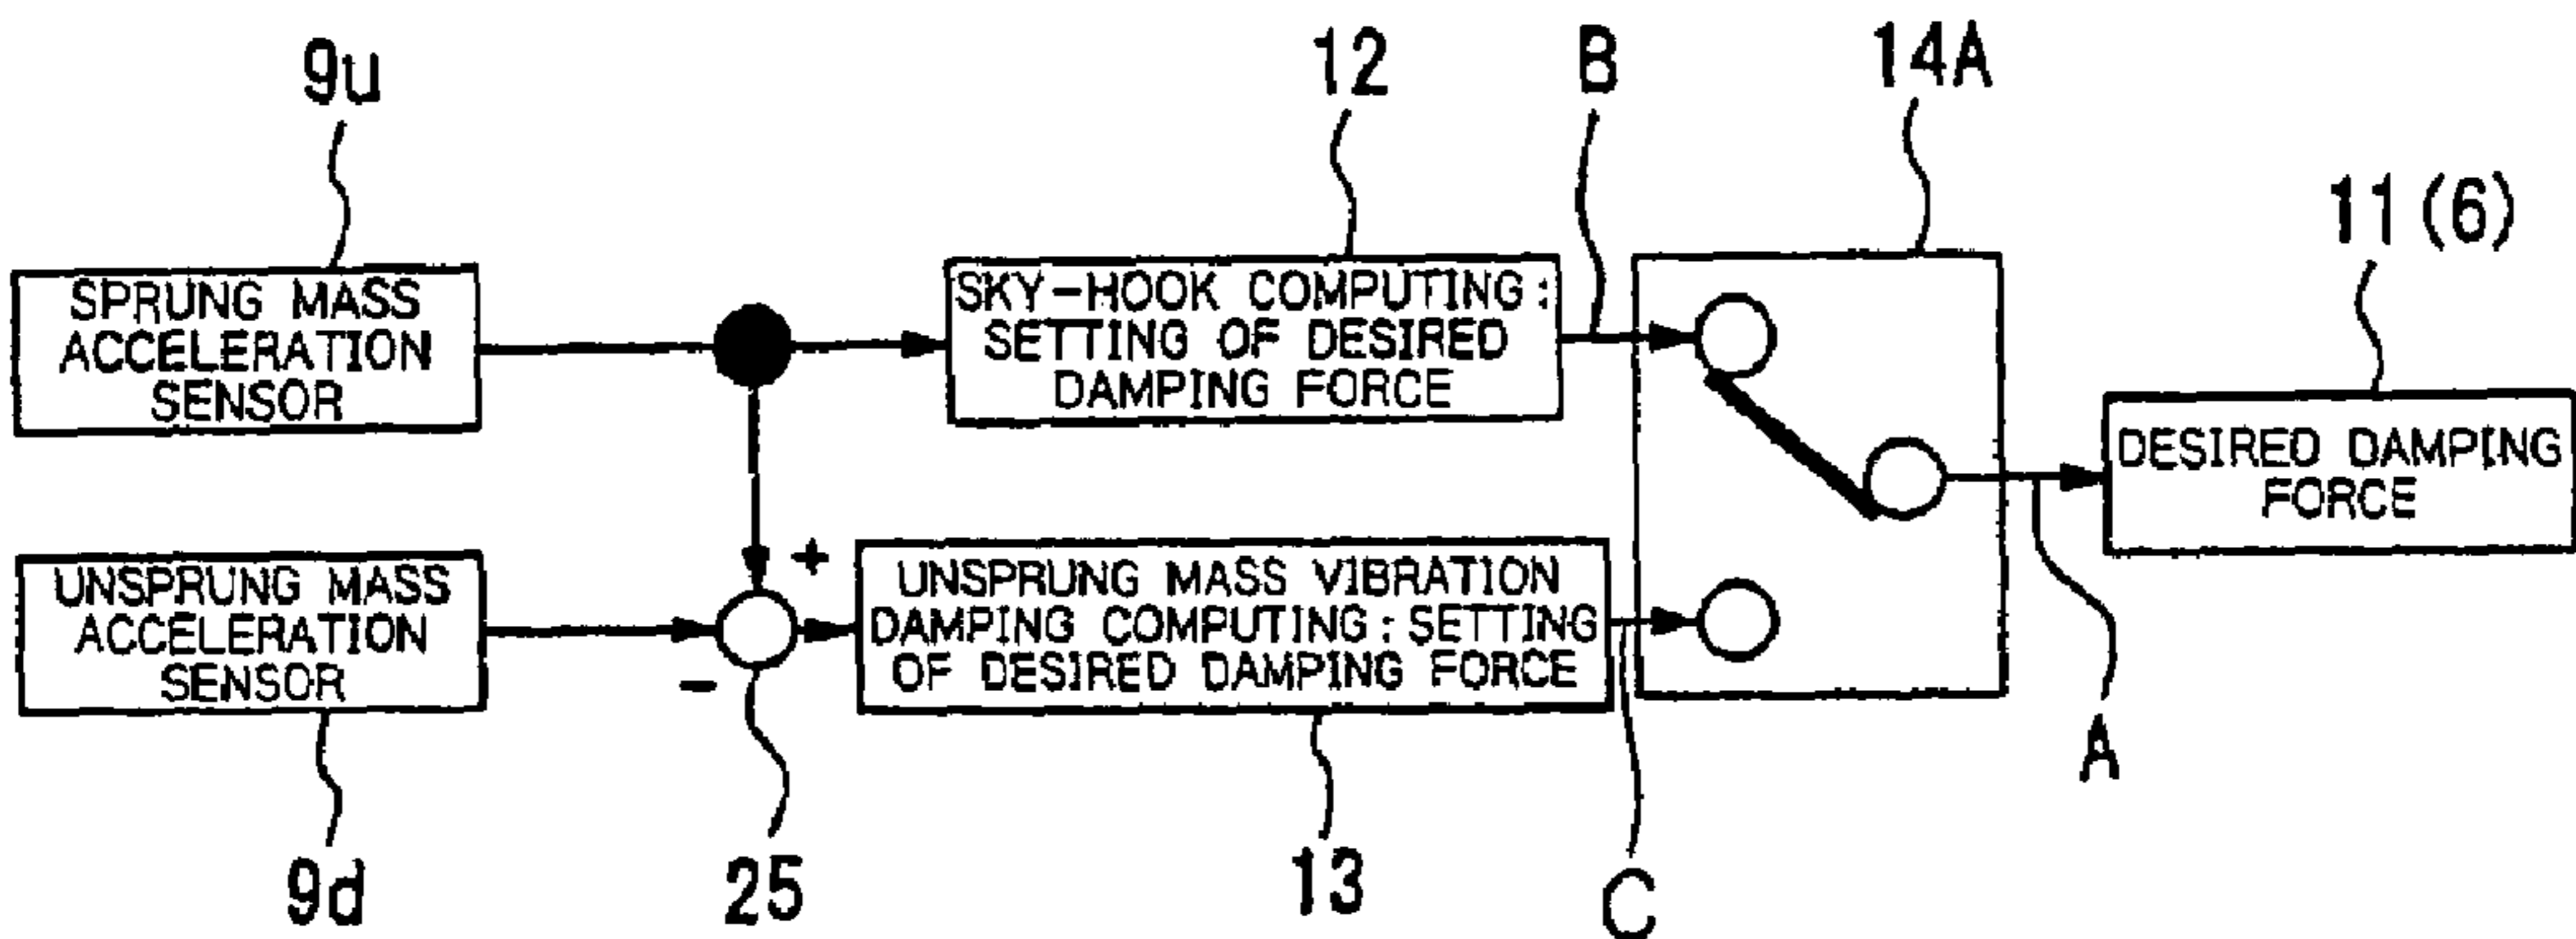 9u
12
B
14A
11(6)
SPRUNG MASS
ACCELERATION
SENSOR
SKY-HOOK COMPUTING:
SETTING OF DESIRED
DAMPING FORCE
DESIRED DAMPING
FORCE
+
UNSPRUNG MASS
ACCELERATION
SENSOR
-
UNSPRUNG MASS VIBRATION
DAMPING COMPUTING:SETTING
OF DESIRED DAMPING FORCE
A
9d
25
13
C